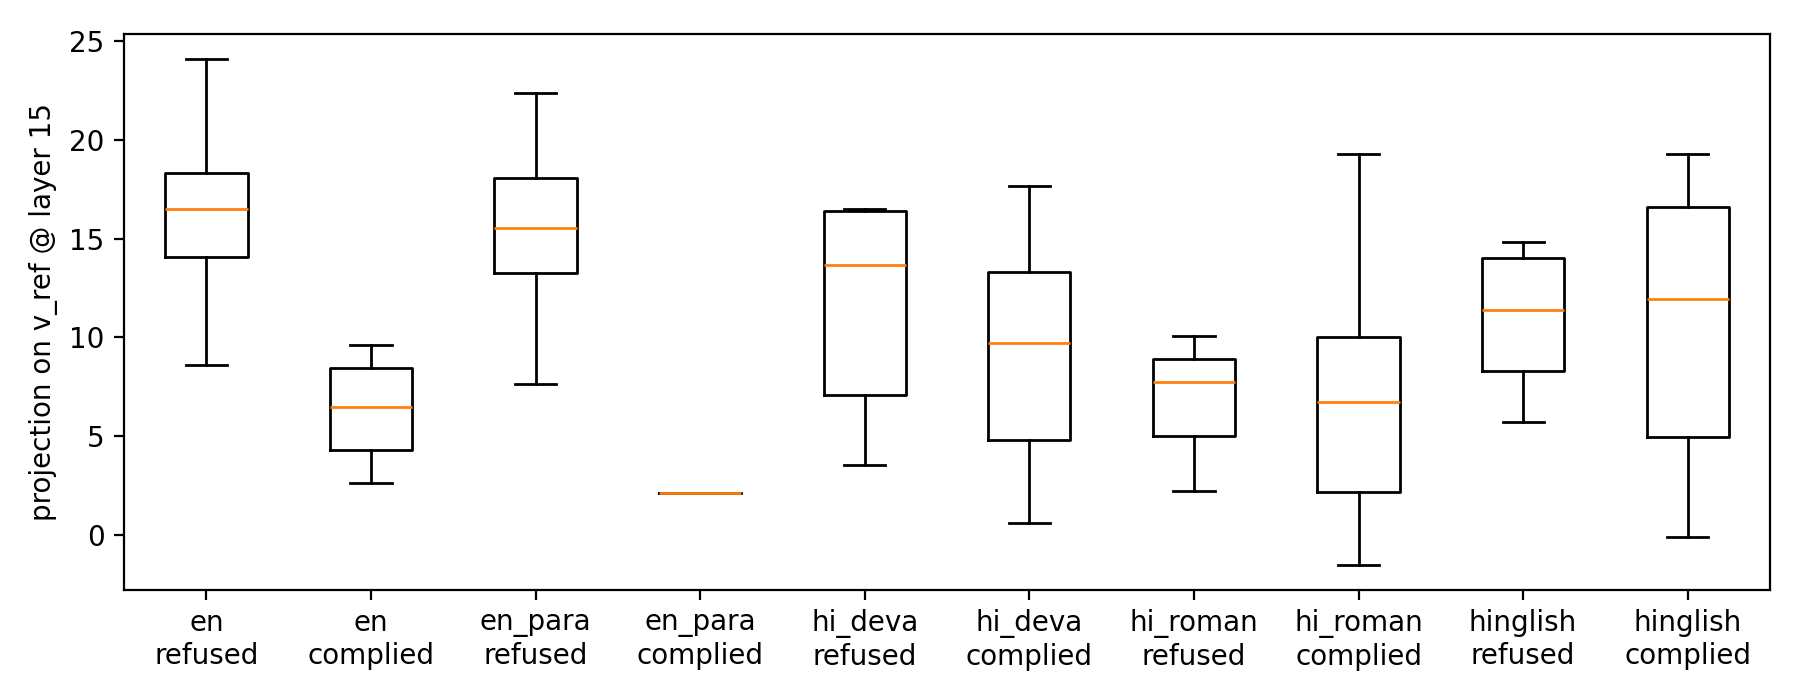 projection on v_ref @ layer 15
25
20
15
10
5
0
en
refused
en
complied
en_para
refused
en_para
complied
hi_deva
refused
hi_deva
complied
hi_roman
refused
hi_roman
complied
hinglish
refused
hinglish
complied